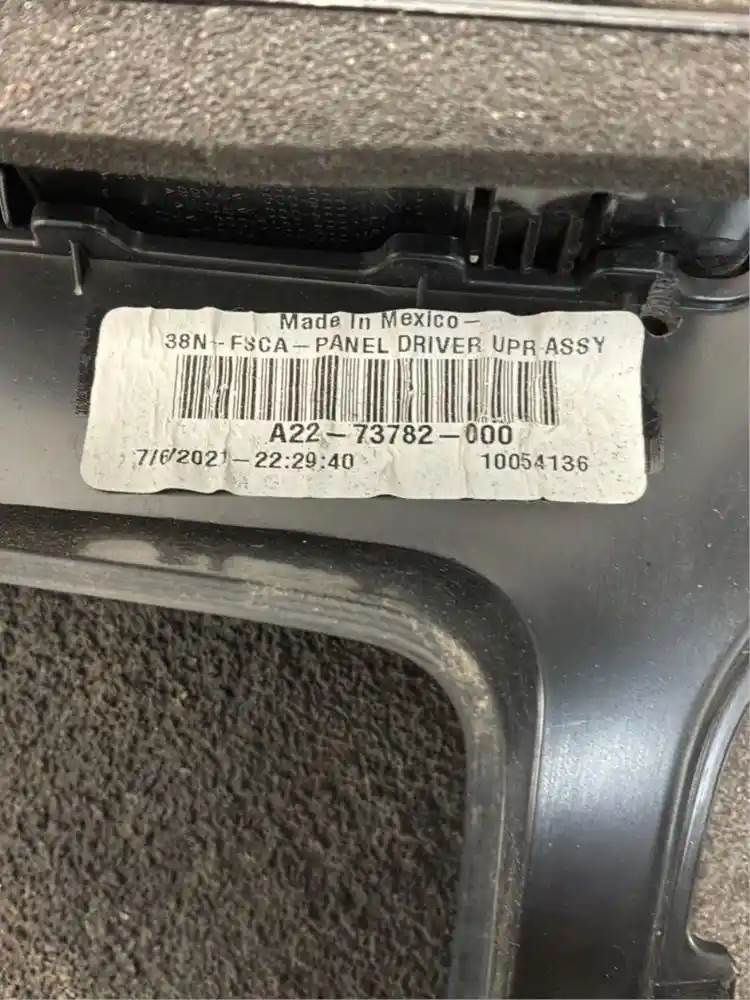 Made In Mexico-
38N-FSCA-PANEL DRIVER UPR ASSY
A22-73782-000
7/6/2021-22:29:40 10054136